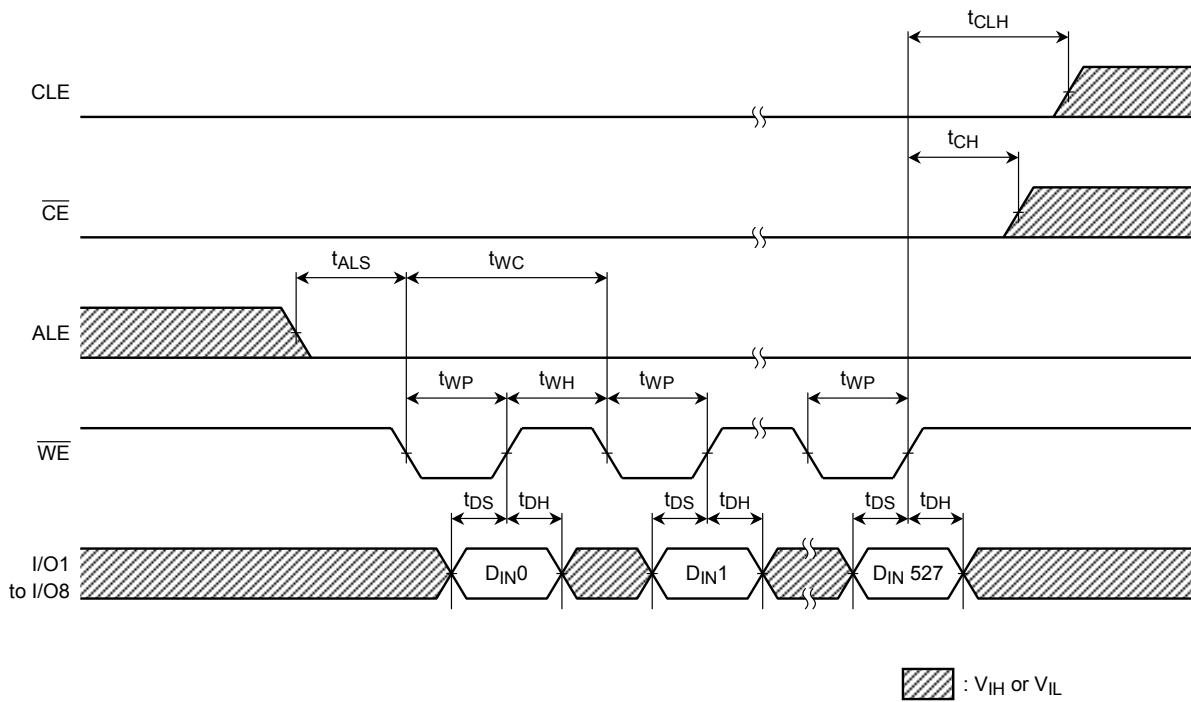 tCLH
CLE
tCH
CE
tALS
tWC
ALE
tWP
tWH
tWP
tWP
WE
tDS
tDH
tDS
tDH
tDS
tDH
I/O1
to I/O8
DIN0
DIN1
DIN 527
: VIH or VIL